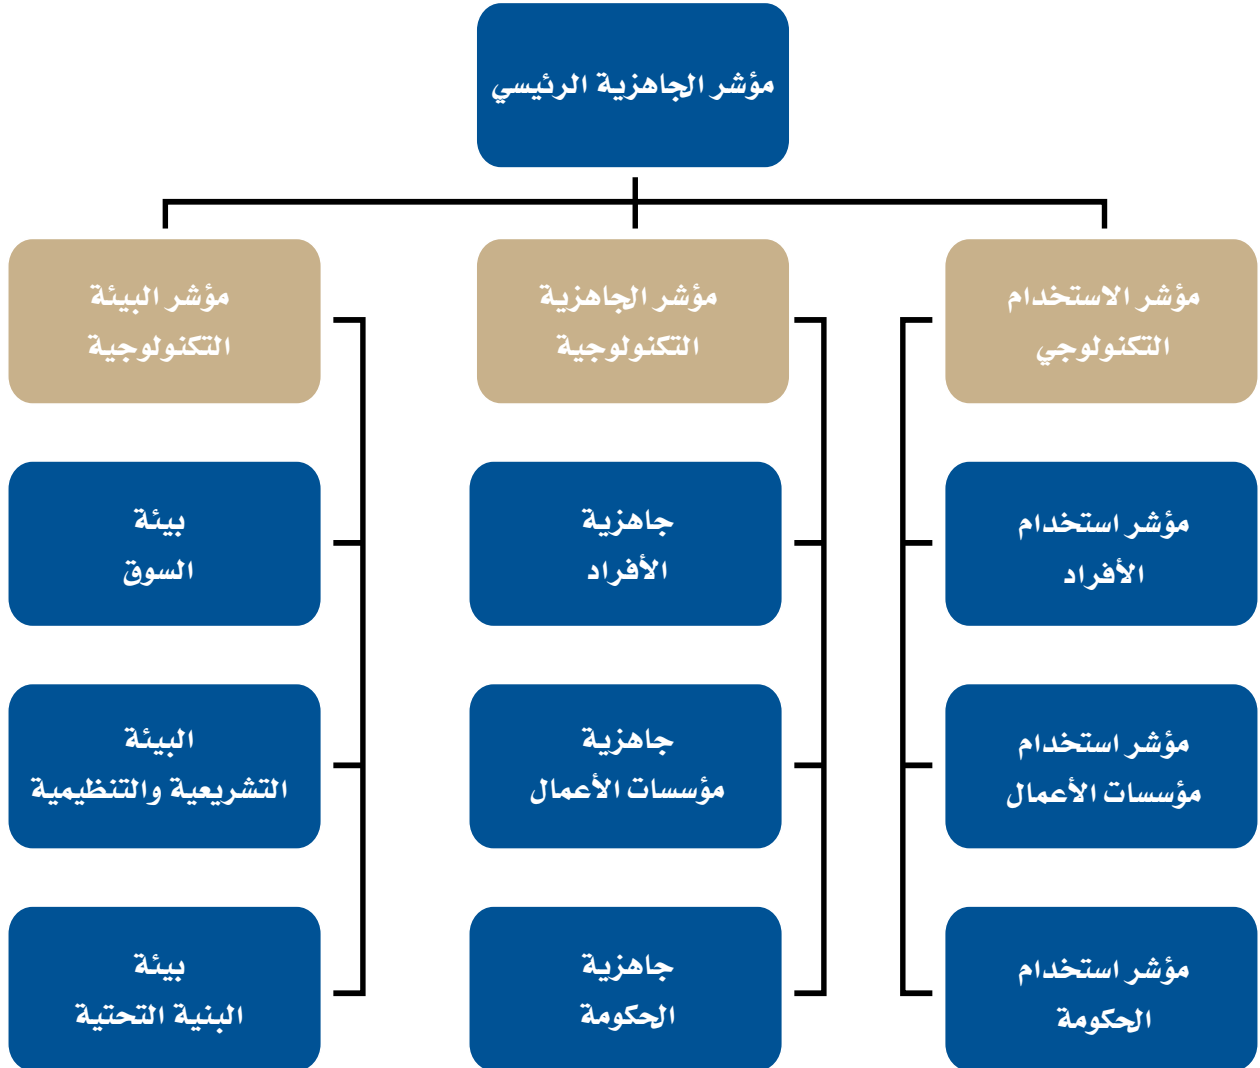 مؤشر الجاهزية الرئيسي
مؤشر الاستخدام
التكنولوجي
مؤشر الجاهزية
التكنولوجية
مؤشر البيئة
التكنولوجية
مؤشر استخدام
الأفراد
جاهزية
الأفراد
بيئة
السوق
مؤشر استخدام
مؤسسات الأعمال
جاهزية
مؤسسات الأعمال
البيئة
التشريعية والتنظيمية
مؤشر استخدام
الحكومة
جاهزية
الحكومة
بيئة
البنية التحتية